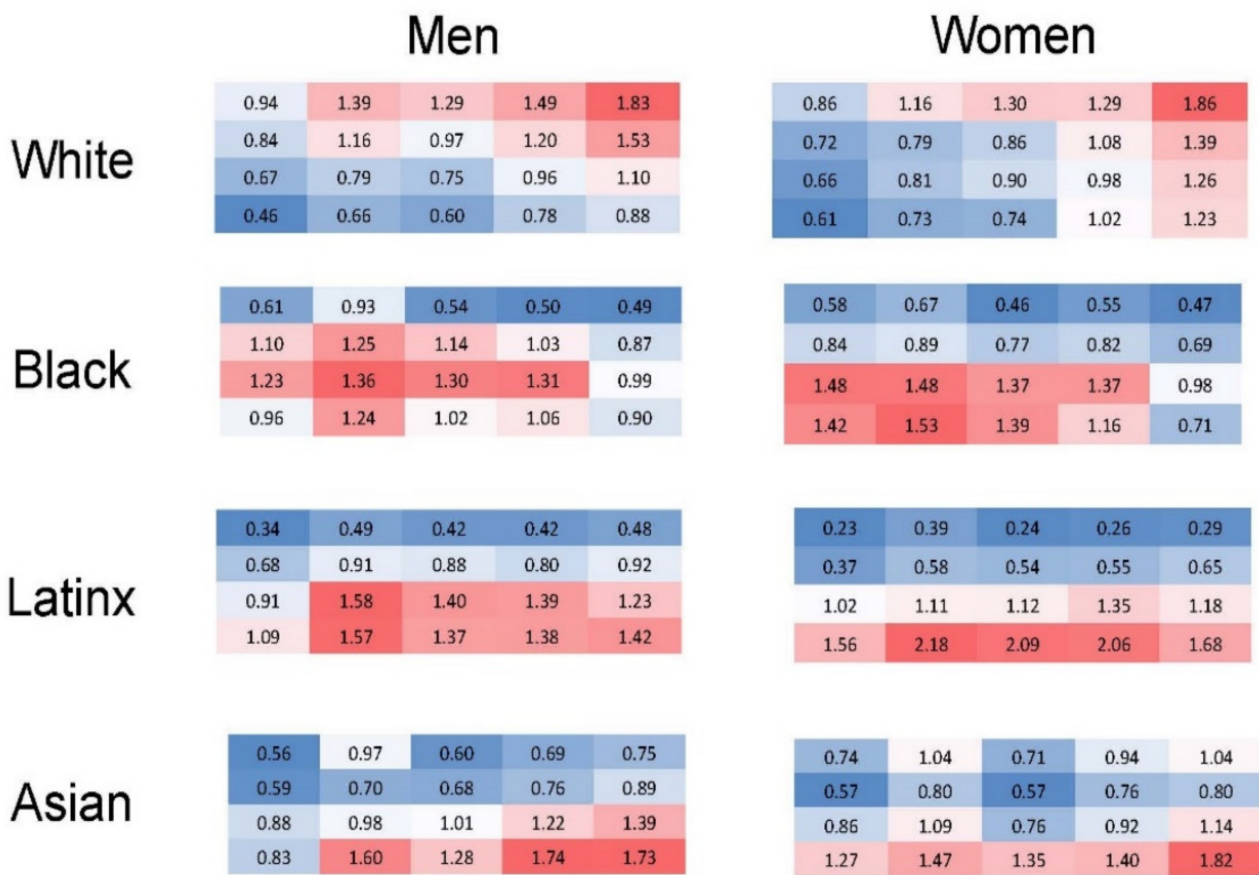 Men Women
0.94 1.39 1.29 1.49 1.83 0.86 1.16 1.30 1.29 1.86
White
0.84 1.16 0.97 1.20 1.53 0.72 0.79 0.86 1.08 1.39
0.67 0.79 0.75 0.96 1.10 0.66 0.81 0.90 0.98 1.26
0.46 0.66 0.60 0.78 0.88 0.61 0.73 0.74 1.02 1.23
0.61 0.93 0.54 0.50 0.49 0.58 0.67 0.46 0.55 0.47
Black
1.10 1.25 1.14 1.03 0.87 0.84 0.89 0.77 0.82 0.69
1.23 1.36 1.30 1.31 0.99 1.48 1.48 1.37 1.37 0.98
0.96 1.24 1.02 1.06 0.90 1.42 1.53 1.39 1.16 0.71
0.34 0.49 0.42 0.42 0.48 0.23 0.39 0.24 0.26 0.29
Latinx
0.68 0.91 0.88 0.80 0.92 0.37 0.58 0.54 0.55 0.65
0.91 1.58 1.40 1.39 1.23 1.02 1.11 1.12 1.35 1.18
1.09 1.57 1.37 1.38 1.42 1.56 2.18 2.09 2.06 1.68
0.56 0.97 0.60 0.69 0.75 0.74 1.04 0.71 0.94 1.04
Asian
0.59 0.70 0.68 0.76 0.89 0.57 0.80 0.57 0.76 0.80
0.88 0.98 1.01 1.22 1.39 0.86 1.09 0.76 0.92 1.14
0.83 1.60 1.28 1.74 1.73 1.27 1.47 1.35 1.40 1.82